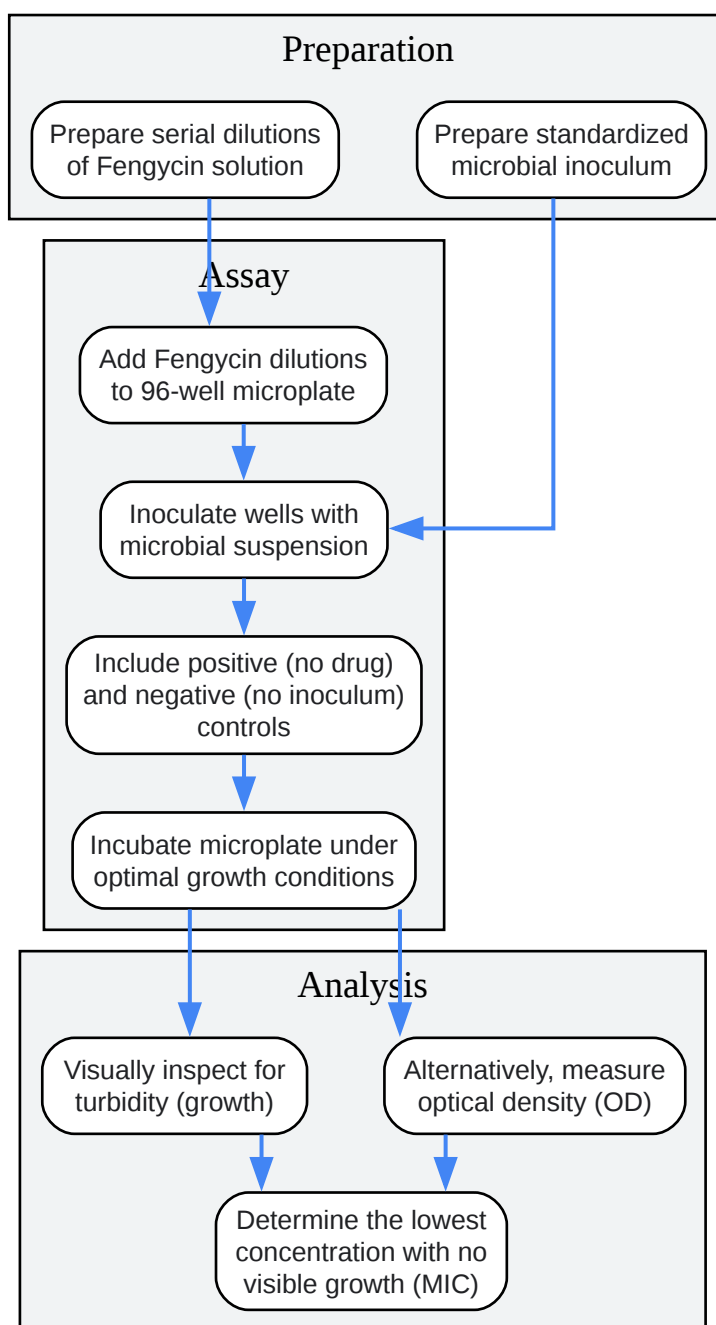 Preparation
Prepare serial dilutions
of Fengycin solution
Prepare standardized
microbial inoculum
Assay
Add Fengycin dilutions
to 96-well microplate
Inoculate wells with
microbial suspension
Include positive (no drug)
and negative (no inoculum)
controls
Incubate microplate under
optimal growth conditions
Analysis
Visually inspect for
turbidity (growth)
Alternatively, measure
optical density (OD)
Determine the lowest
concentration with no
visible growth (MIC)